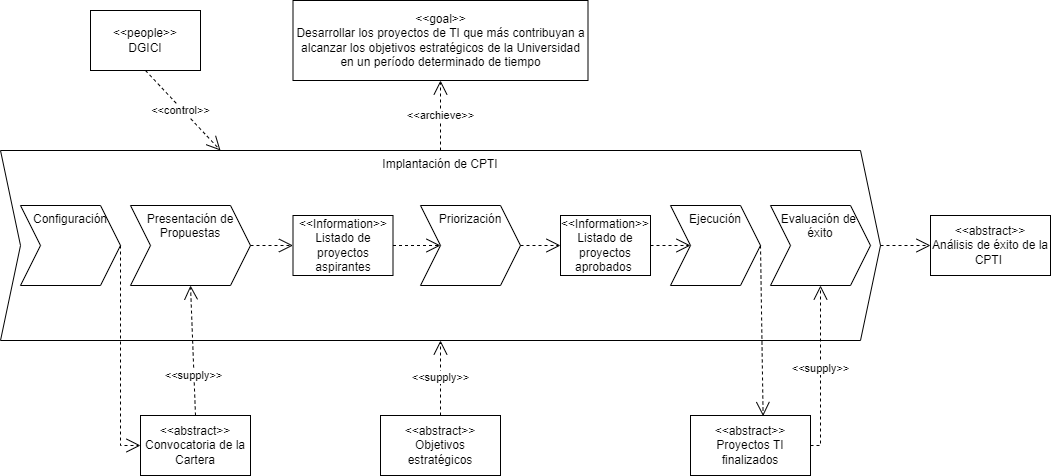 <<people>>
DGICI
<<goal>>
Desarrollar los proyectos de TI que más contribuyan a
alcanzar los objetivos estratégicos de la Universidad
en un período determinado de tiempo
<<control>>
<<archieve>>
Implantación de CPTI
Configuración
Presentación de
Propuestas
<<Information>>
Listado de
proyectos
aspirantes
Priorización
<<Information>>
Listado de
proyectos
aprobados
Ejecución
Evaluación de
éxito
<<abstract>>
Análisis de éxito de la
CPTI
<<supply>>
<<supply>>
<<supply>>
<<abstract>>
Convocatoria de la
Cartera
<<abstract>>
Objetivos
estratégicos
<<abstract>>
Proyectos TI
finalizados